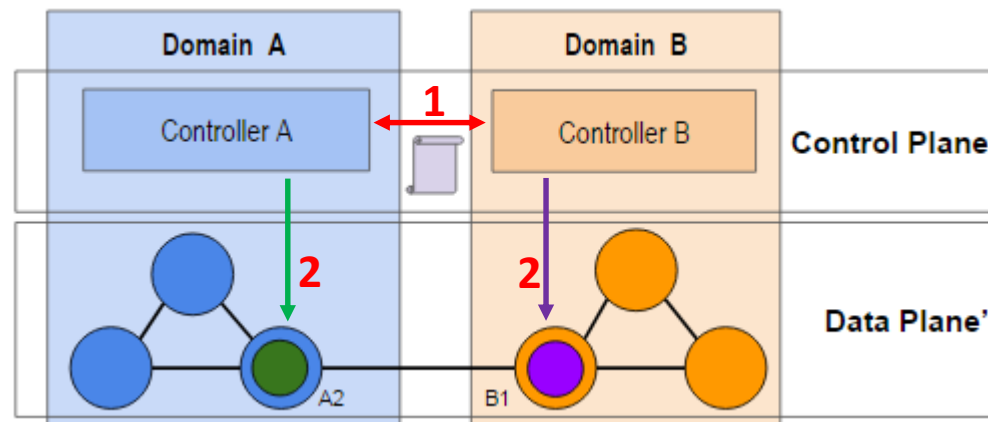 Domain A
Domain B
1
Controller A
Controller B
Control Plane
2
2
Data Plane’
A2
B1